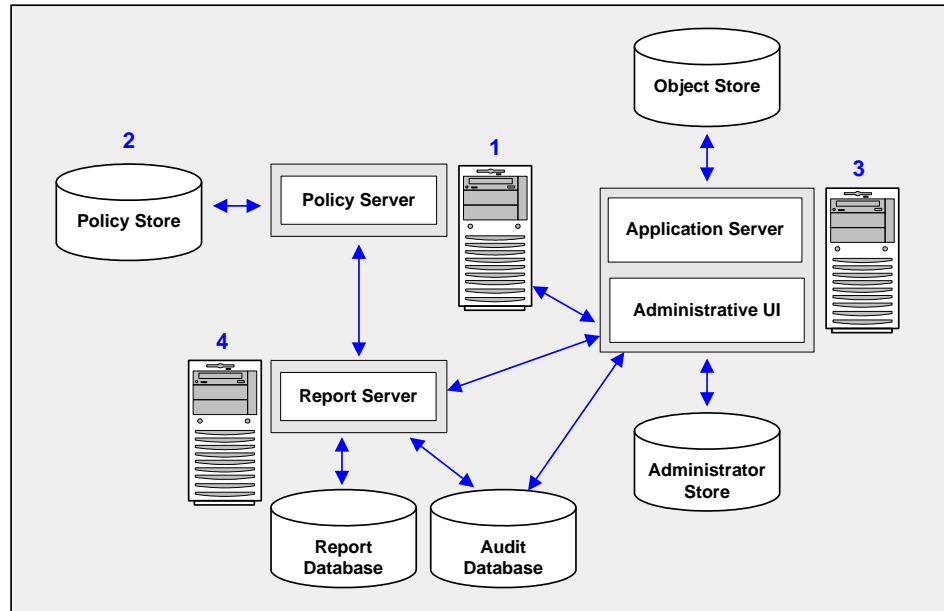 Object Store
2
1
3
Policy Store
Policy Server
Application Server
Administrative UI
4
Report Server
Administrator
Store
Report
Database
Audit
Database